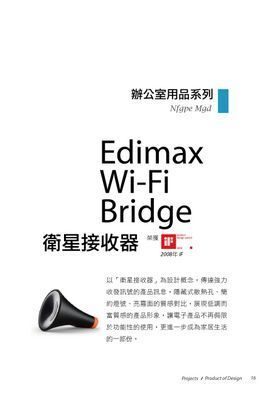 辦公室用品系列
Nfgpe Mgd
Edimax
Wi-Fi
Bridge
衛星接收器 榮獲
2008年 iF
以「衛星接收器」為設計概念，傳達強力
收發訊號的產品訊息，隱藏式散熱孔、簡
約燈號、亮霧面的質感對比，展現低調而
富質感的產品形象，讓電子產品不再侷限
於功能性的使用，更進一步成為家居生活
的一部份。
Projects / Product of Design 16